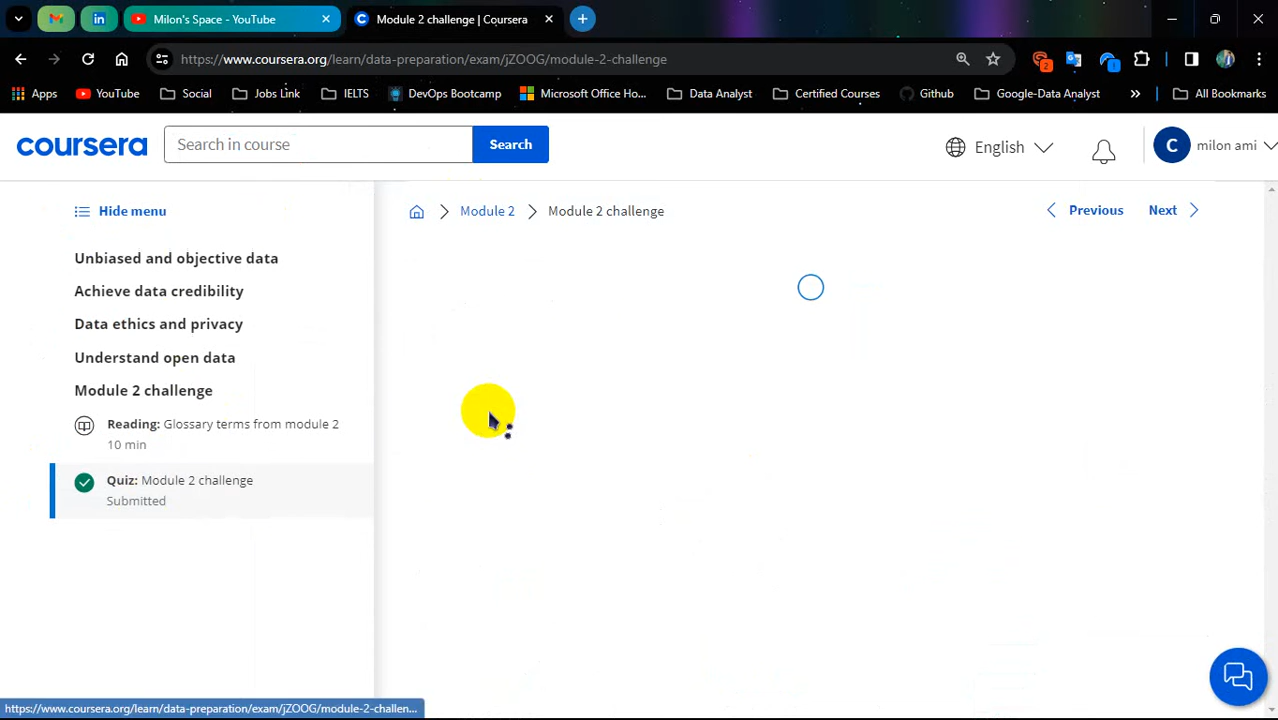 Milon's Space - YouTube
Module 2 challenge | Coursera
https://www.coursera.org/learn/data-preparation/exam/jZOOG/module-2-challenge
2
1
Apps
YouTube
Social
Jobs Link
IELTS
DevOps Bootcamp
Microsoft Office Ho...
Data Analyst
Certified Courses
Github
Google-Data Analyst
All Bookmarks
coursera
Search in course
Search
English
C
milon ami
Hide menu
Module 2
Module 2 challenge
Previous
Next
Unbiased and objective data
Achieve data credibility
Data ethics and privacy
Understand open data
Module 2 challenge
Reading: Glossary terms from module 2
10 min
Quiz: Module 2 challenge
Submitted
https://www.coursera.org/learn/data-preparation/exam/jZOOG/module-2-challen...